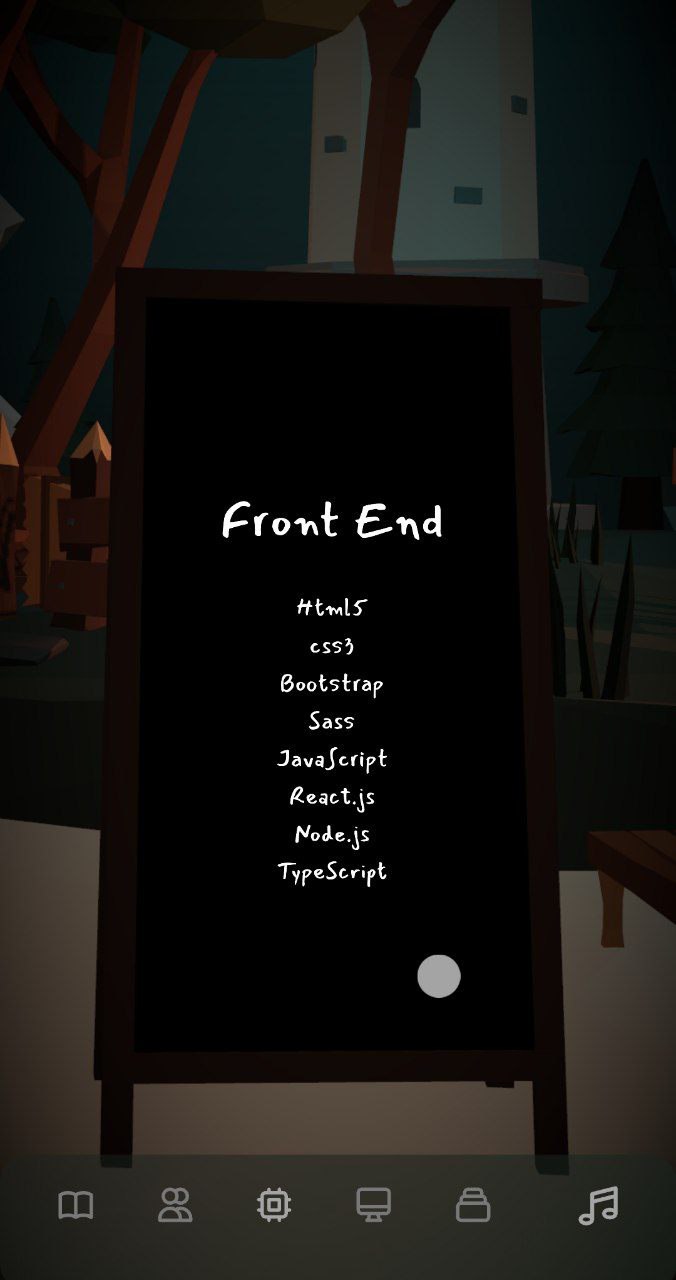 Front End
Html5
css3
Bootstrap
Sass
JavaScript
React.js
Node.js
TypeScript